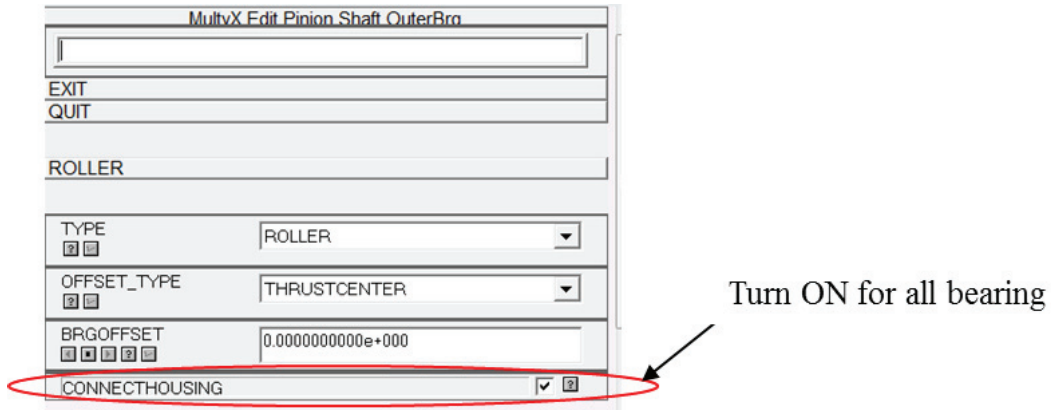 MultyX Edit Pinion Shaft OuterBrg
EXIT
QUIT
ROLLER
TYPE
ROLLER
OFFSET_TYPE
THRUSTCENTER
BRGOFFSET
0.0000000000e+000
CONNECTHOUSING
Turn ON for all bearing